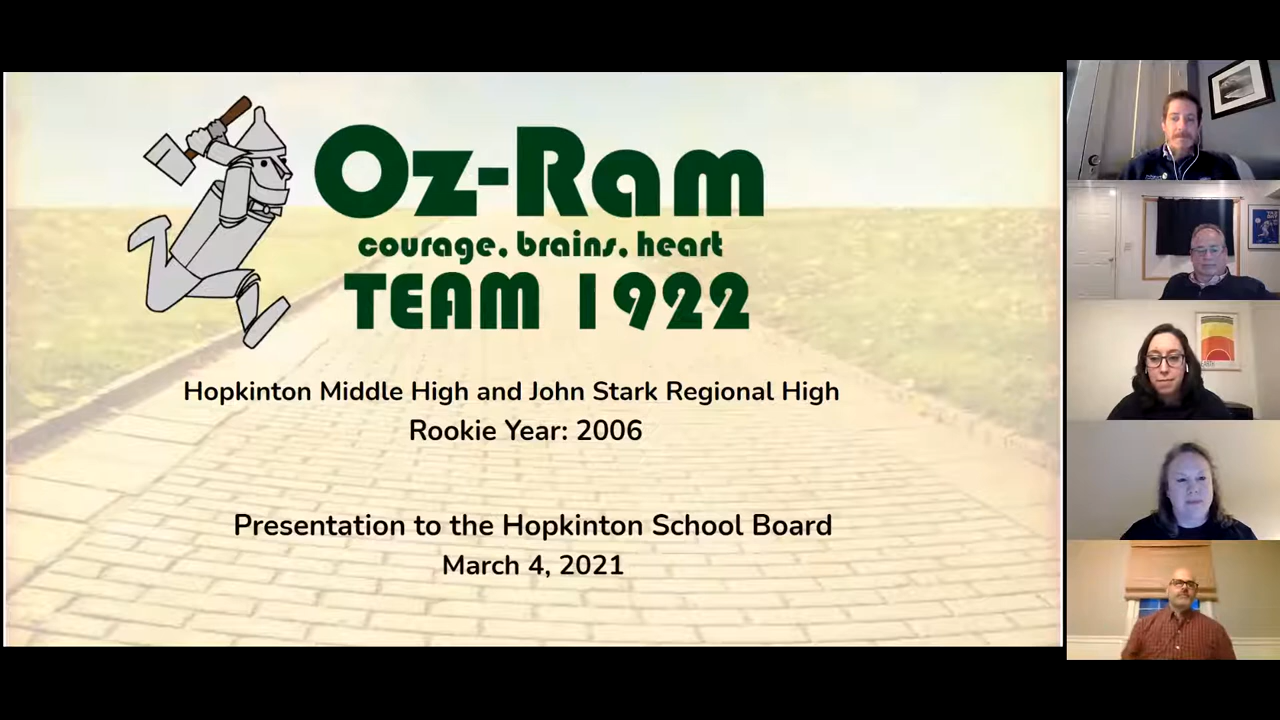 Oz-Ram
courage, brains, heart
TEAM 1922
Hopkinton Middle High and John Stark Regional High
Rookie Year: 2006
Presentation to the Hopkinton School Board
March 4, 2021
EARTH